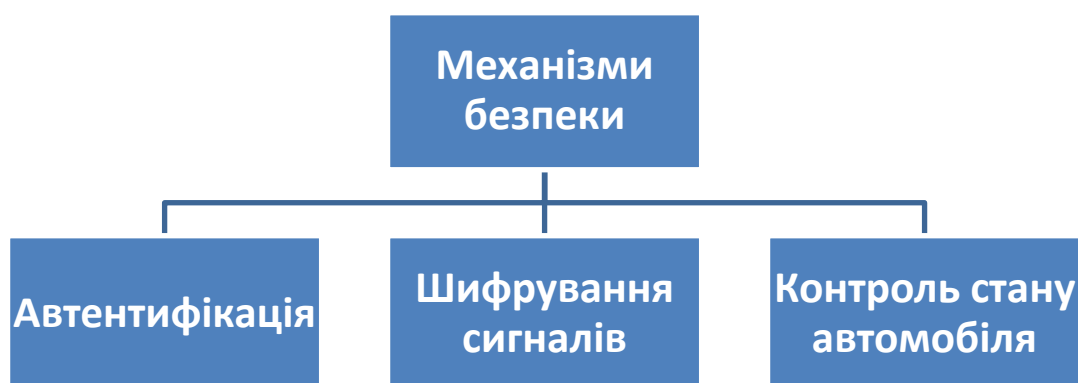 Механізми
безпеки
Автентифікація
Шифрування
сигналів
Контроль стану
автомобіля